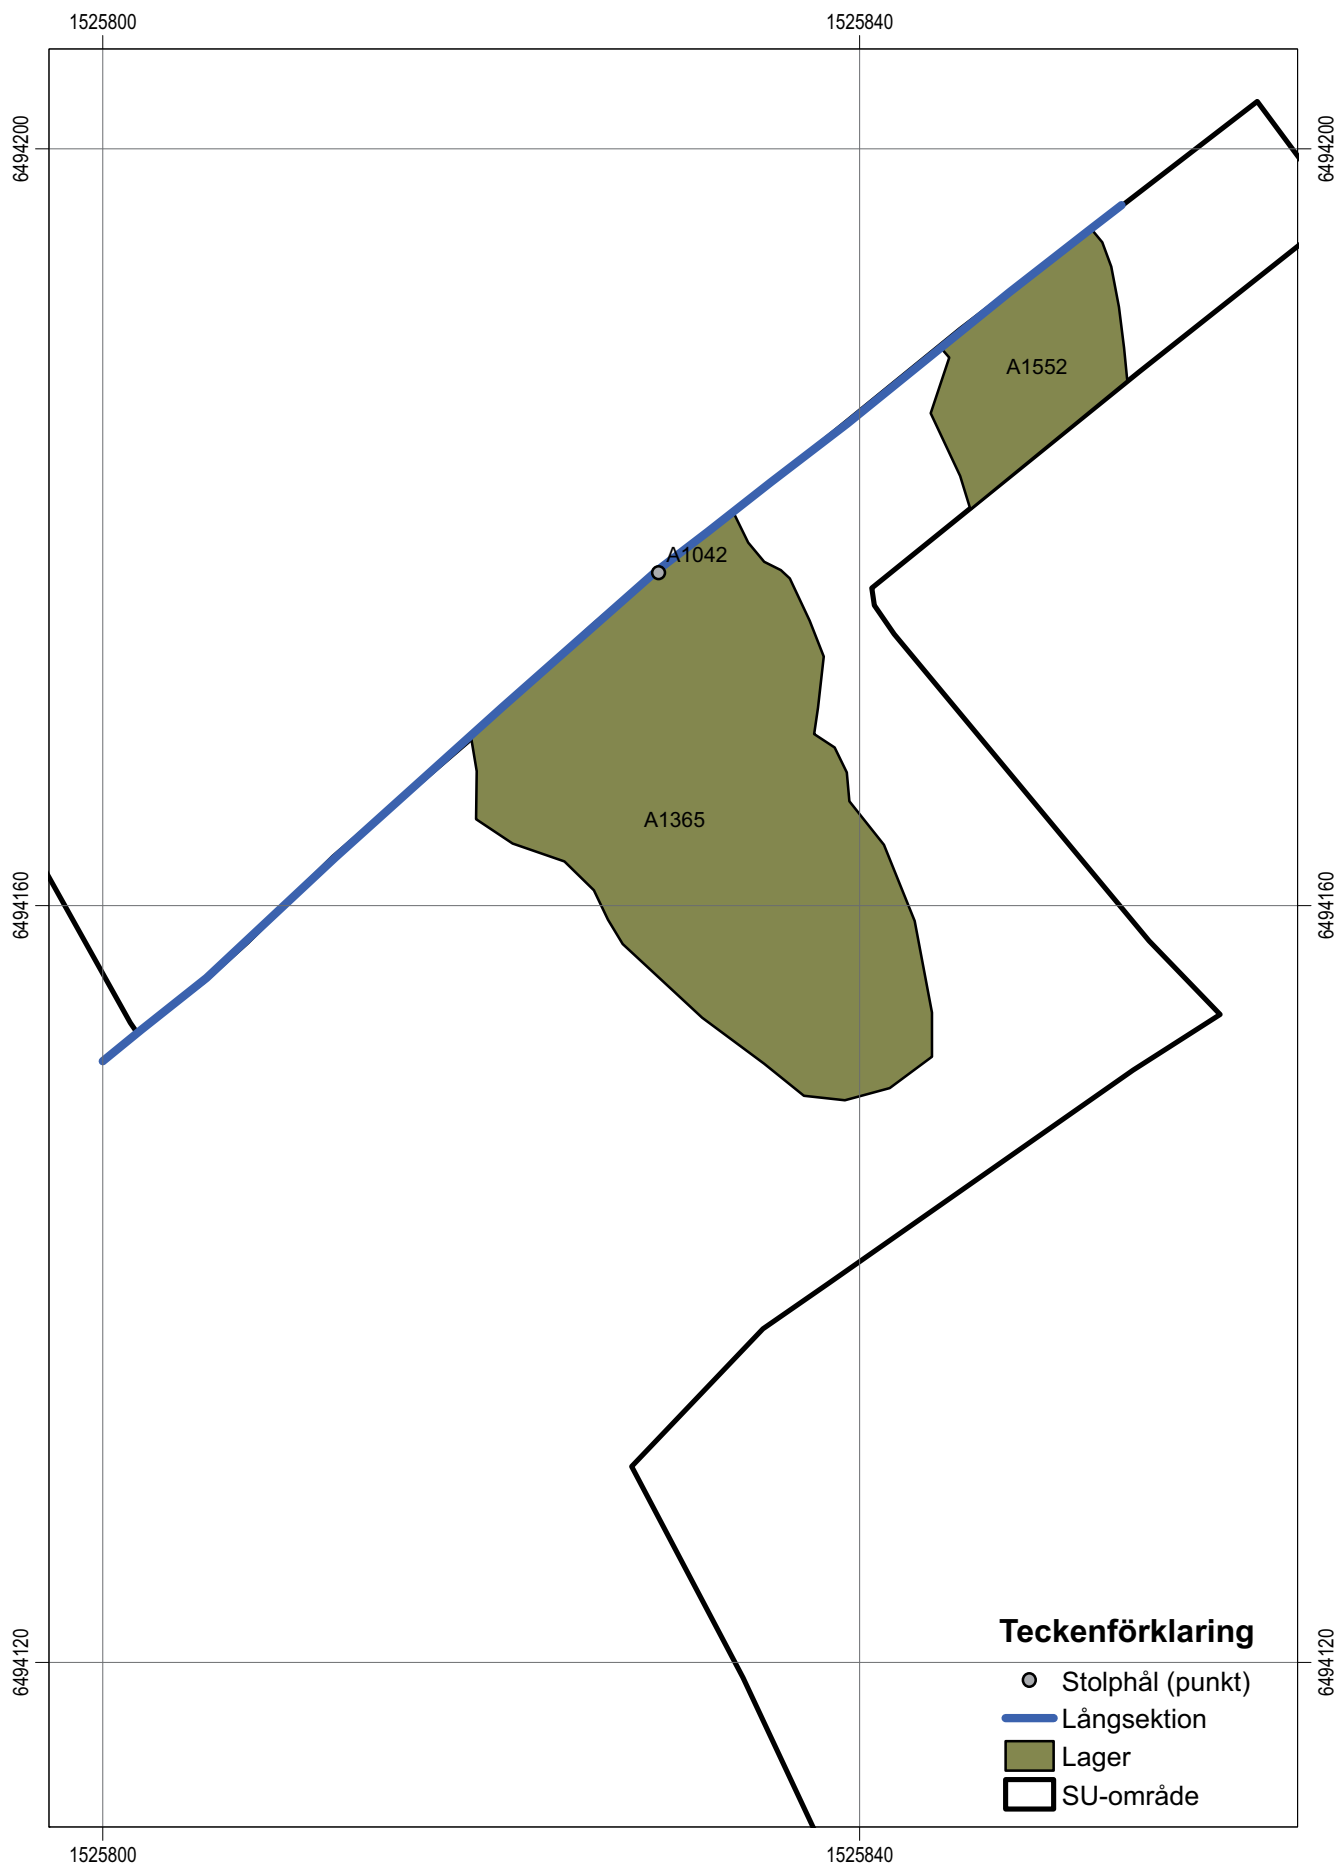 1525800
1525840
6494200
6494200
A1552
A1042
A1365
6494160
6494160
Teckenförklaring
6494120
6494120
Stolphål (punkt)
Långsektion
Lager
SU-område
1525800
1525840